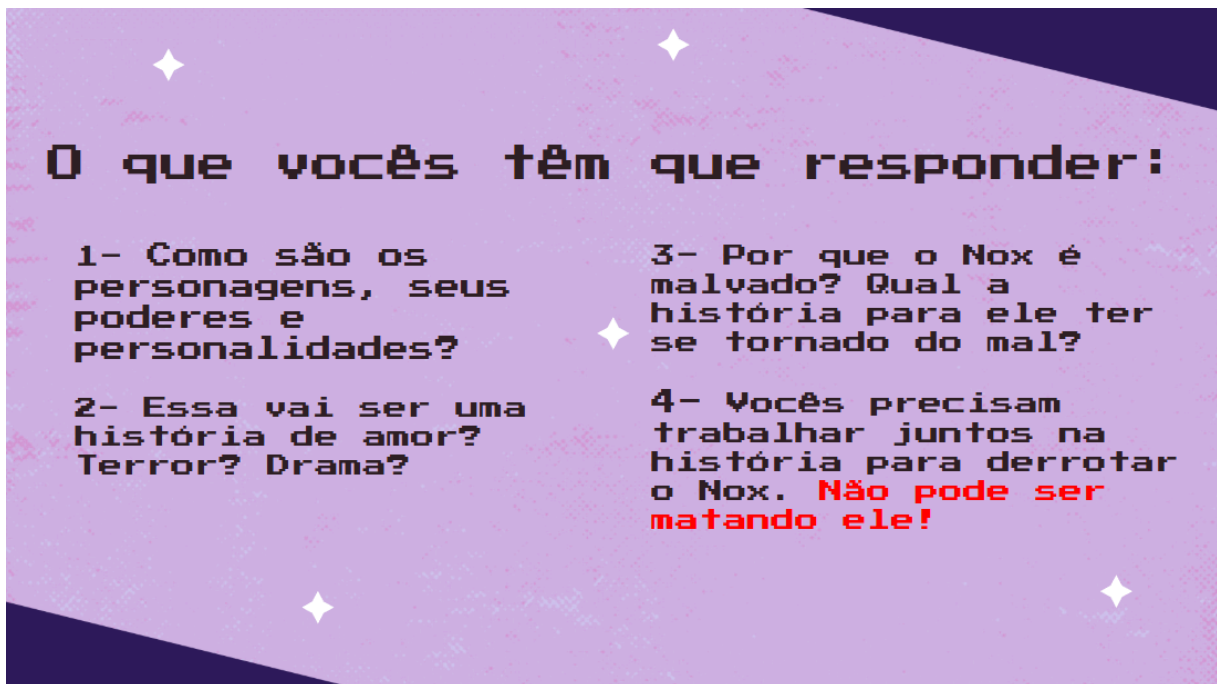 O que vocês têm que responder:
1- Como são os
personagens, seus
poderes e
personalidades?
2- Essa vai ser uma
história de amor?
Terror? Drama?
3- Por que o Nox é
malvado? Qual a
história para ele ter
se tornado do mal?
4- Vocês precisam
trabalhar juntos na
história para derrotar
o Nox. Não pode ser
matando ele!